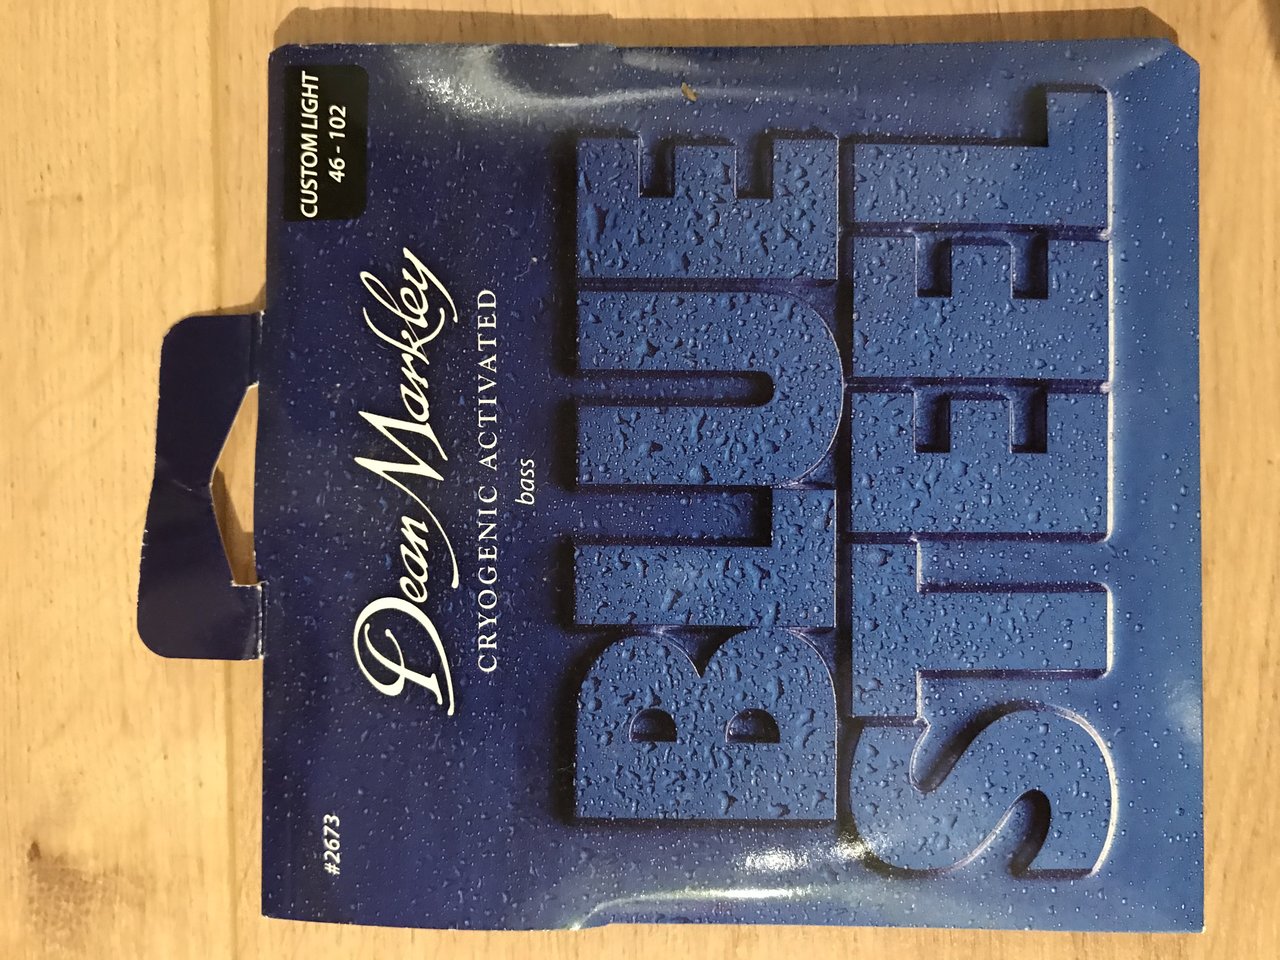 #2673
CUSTOM LIGHT
46 - 102
Dean Markley
CRYOGENIC ACTIVATED
bass
BLUE
STEEL